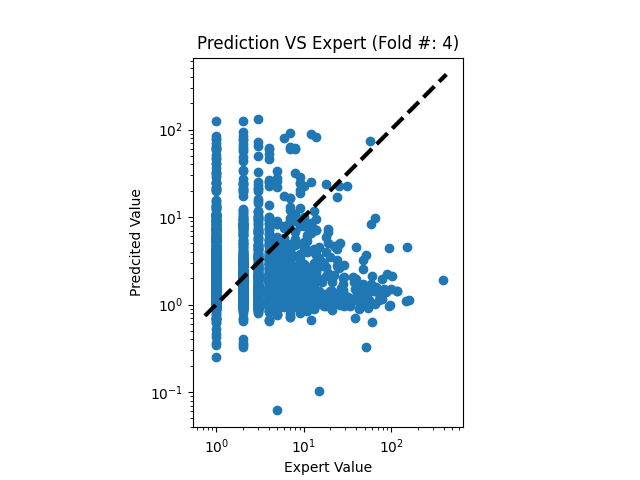 Prediction VS Expert (Fold #: 4)
10²
10¹
10⁰
10⁻¹
Predcited Value
10⁰ 10¹ 10²
Expert Value